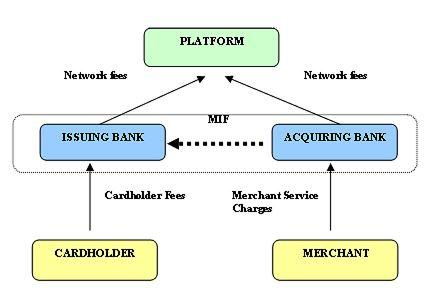 PLATFORM
Network fees
Network fees
MIF
ISSUING BANK
ACQUIRING BANK
Cardholder Fees
Merchant Service
Charges
CARDHOLDER
MERCHANT